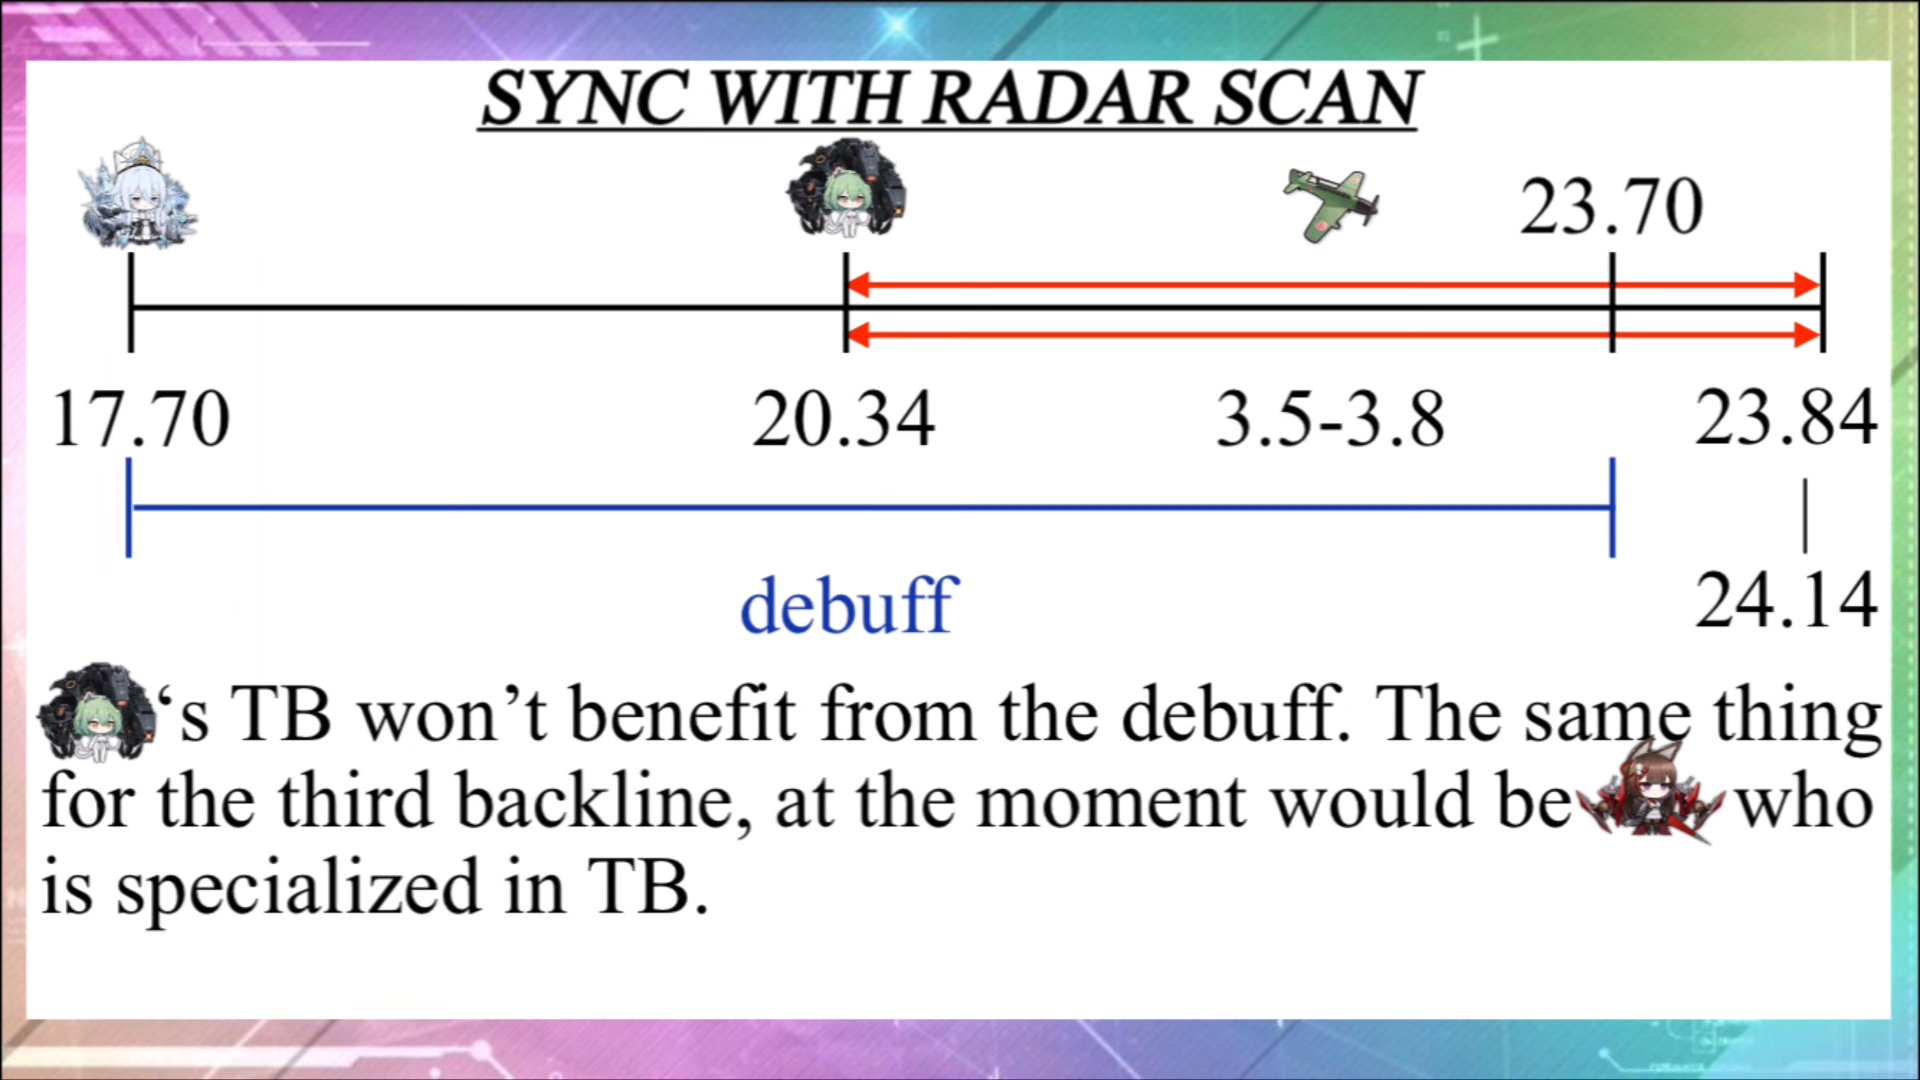 SYNC WITH RADAR SCAN
23.70
17.70 20.34 3.5-3.8 23.84
debuff
24.14
‘s TB won’t benefit from the debuff. The same thing
for the third backline, at the moment would be who
is specialized in TB.